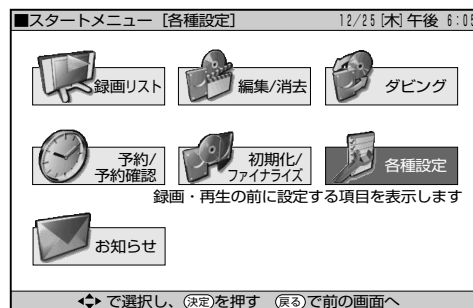 ■スタートメニュー［各種設定］ 12/25[木]午後 6:05
録画リスト
編集/消去
ダビング
予約/
予約確認
初期化/
ファイナライズ
各種設定
録画・再生の前に設定する項目を表示します
お知らせ
で選択し、決定を押す 戻るで前の画面へ